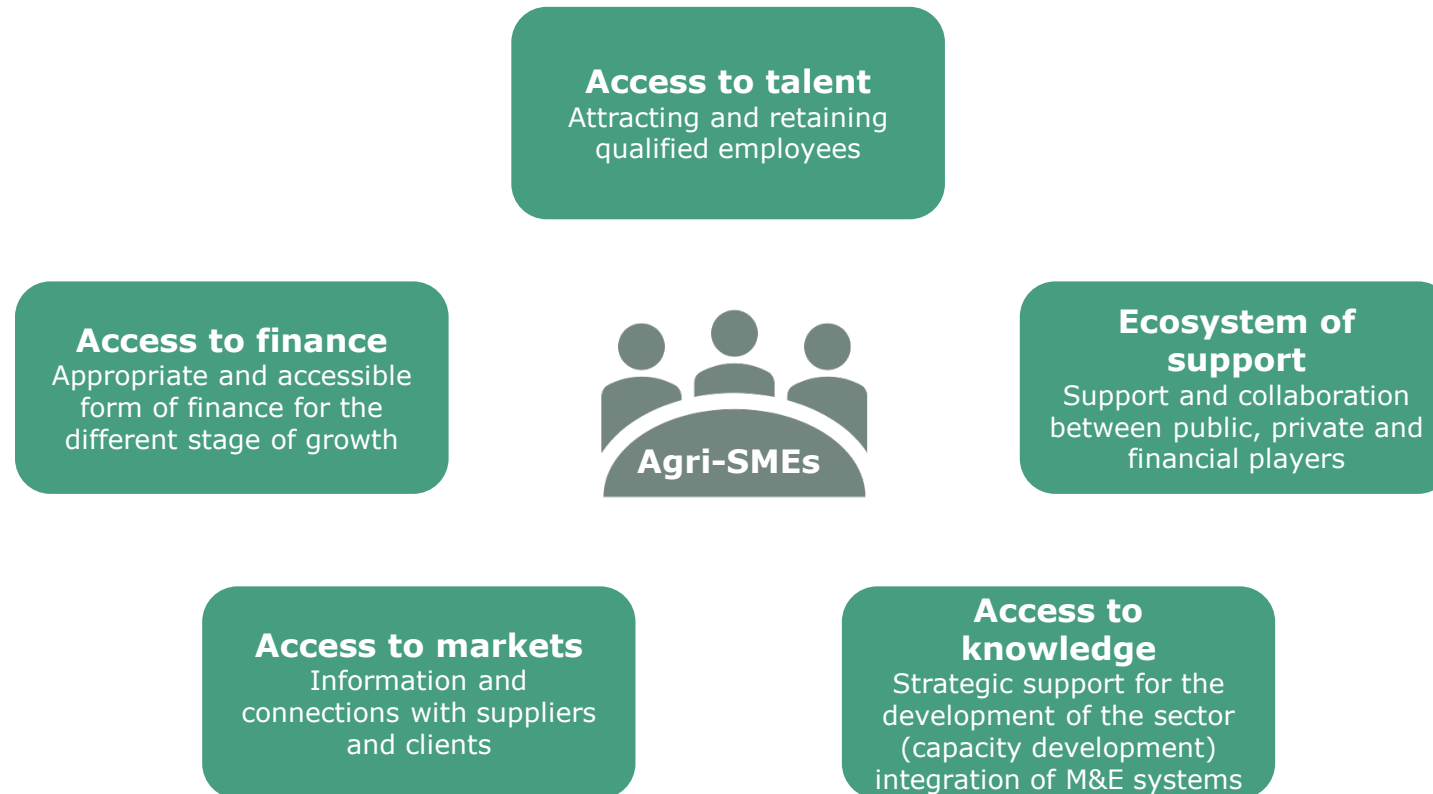 Access to talent
Attracting and retaining
qualified employees
Access to finance
Appropriate and accessible
form of finance for the
different stage of growth
Agri-SMEs
Ecosystem of
support
Support and collaboration
between public, private and
financial players
Access to markets
Information and
connections with suppliers
and clients
Access to
knowledge
Strategic support for the
development of the sector
(capacity development)
integration of M&E systems